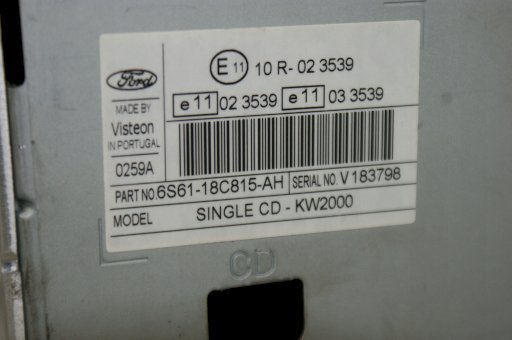 E 11 10 R- 02 3539
Ford
e 11 02 3539 e 11 03 3539
MADE BY
Visteon
IN PORTUGAL
0259A
PART NO. 6S61-18C815-AH SERIAL NO. V 183798
MODEL SINGLE CD - KW2000
CD